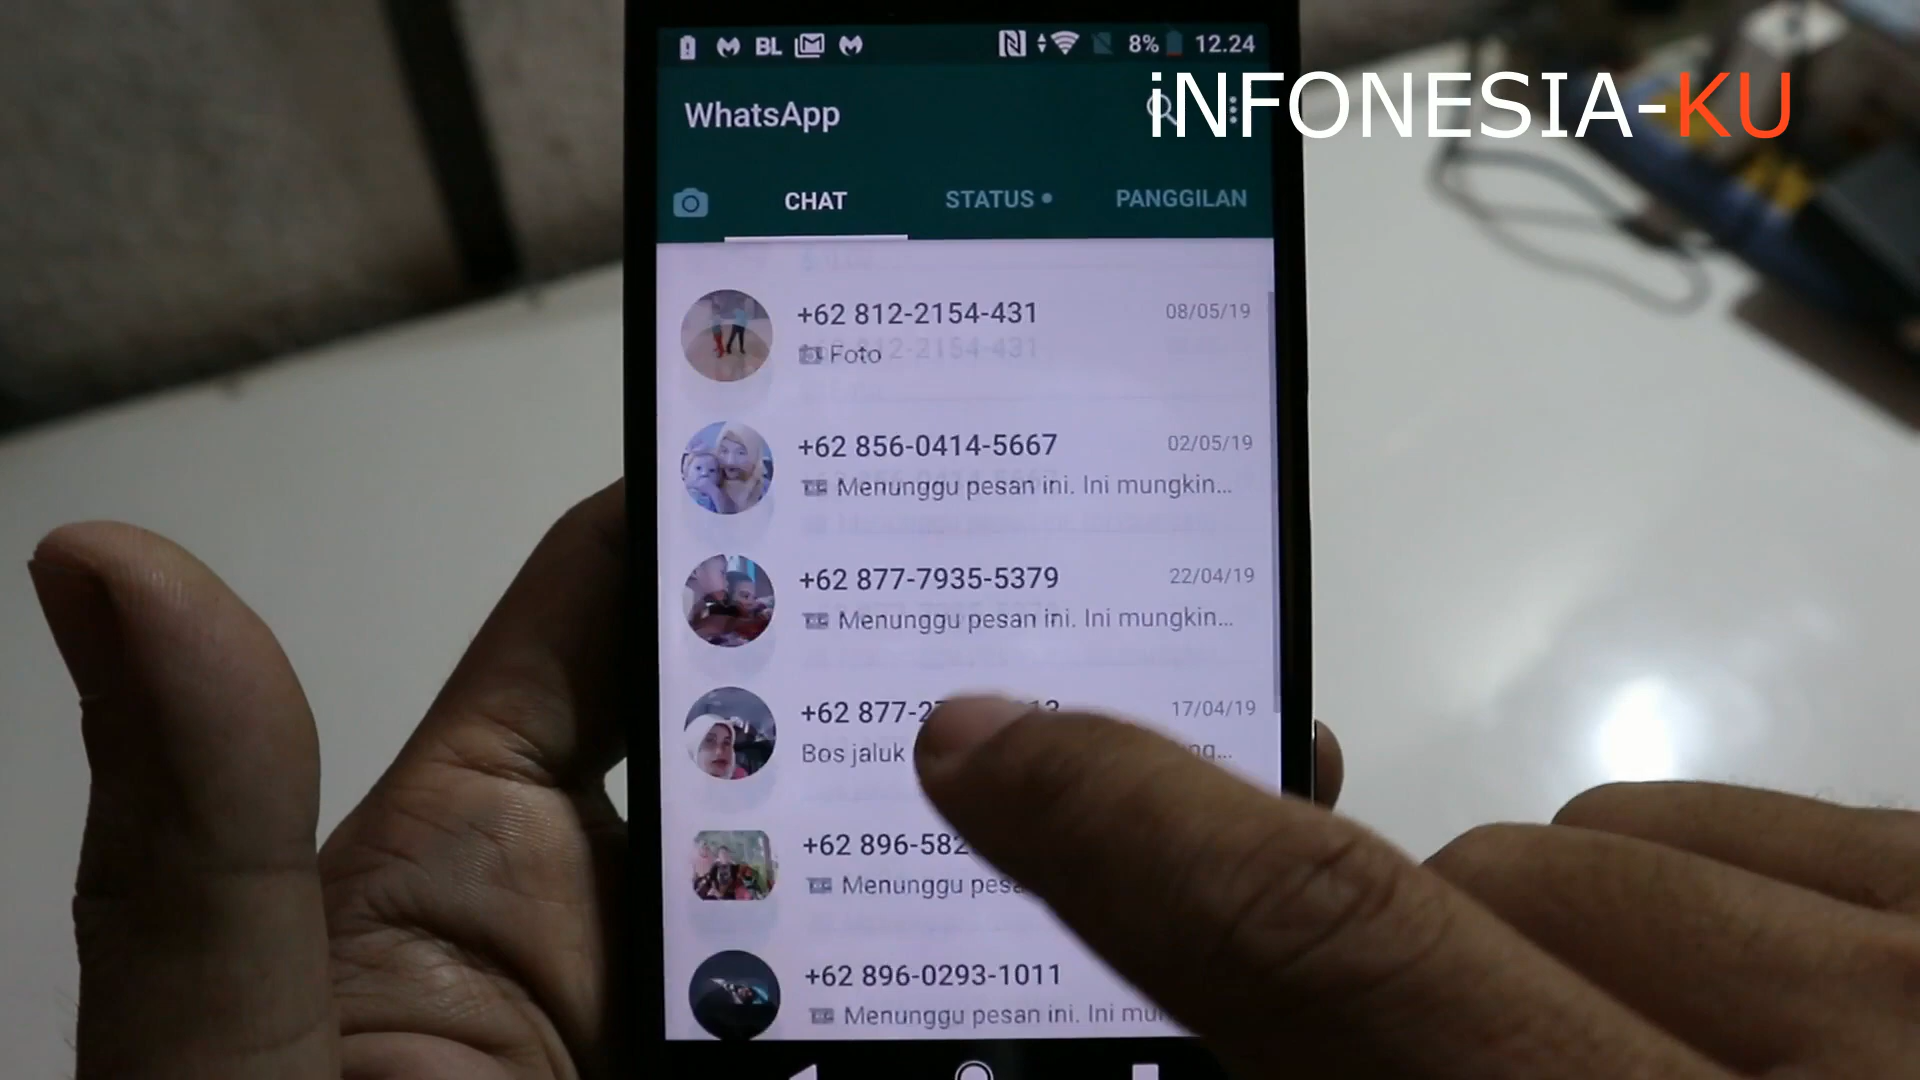 BL 8% 12.24
iNFONESIA-KU
WhatsApp
CHAT STATUS PANGGILAN
+62 812-2154-431 08/05/19
Foto
+62 856-0414-5667 02/05/19
Menunggu pesan ini. Ini mungkin...
+62 877-7935-5379 22/04/19
Menunggu pesan ini. Ini mungkin...
+62 877-2 17/04/19
Bos jaluk
+62 896-582
Menunggu
+62 896-0293-1011
Menunggu pesan ini. Ini